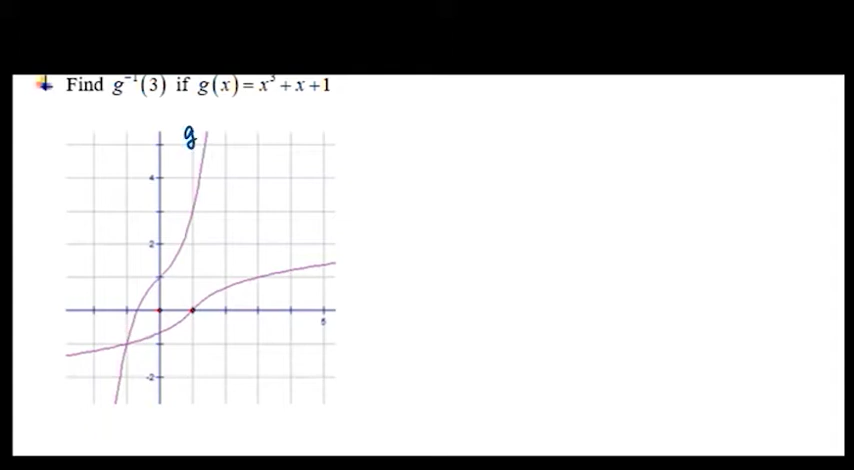 Find g⁻¹(3) if g(x) = x³ + x + 1
g
4
2
5
-2